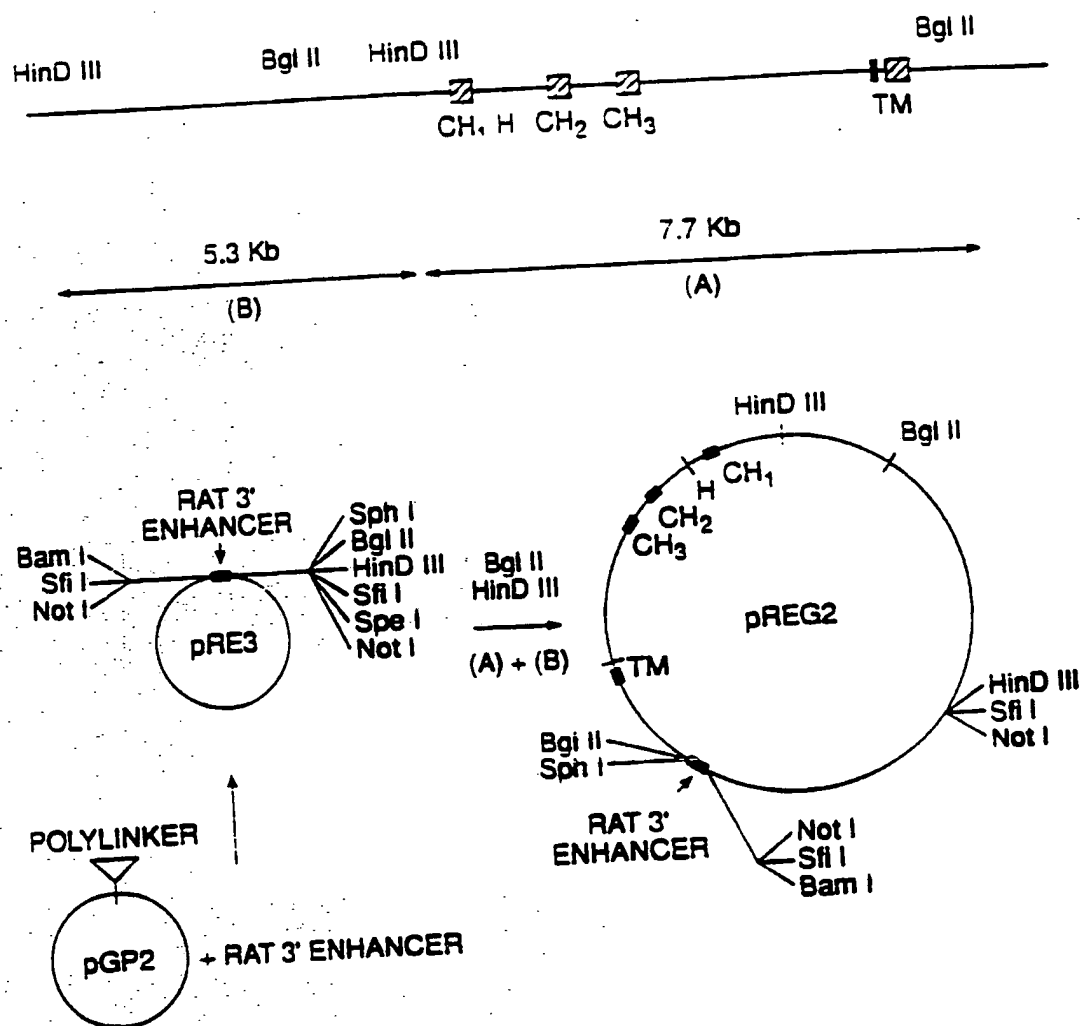 HinD III
Bgl II
HinD III
Bgl II
CH₁ H CH₂ CH₃
TM
5.3 Kb
(B)
7.7 Kb
(A)
RAT 3'
ENHANCER
Bam I
Sfi I
Not I
Sph I
Bgl II
HinD III
Sfi I
Spe I
Not I
pRE3
Bgl II
HinD III
(A) + (B)
HinD III
Bgl II
CH₁
H
CH₂
CH₃
pREG2
TM
HinD III
Sfi I
Not I
Bgl II
Sph I
RAT 3'
ENHANCER
Not I
Sfi I
Bam I
POLYLINKER
pGP2
+ RAT 3' ENHANCER